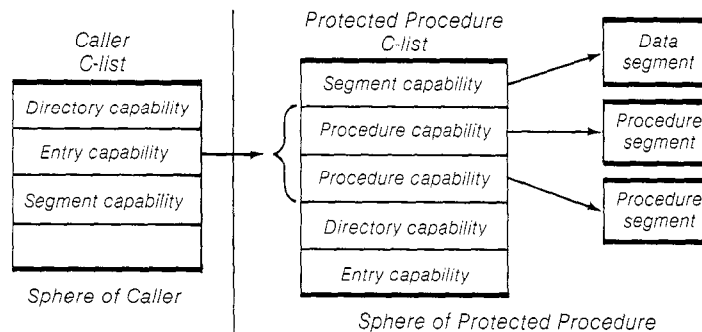 Caller
C-list
Directory capability
Entry capability
Segment capability
Sphere of Caller
Protected Procedure
C-list
Segment capability
Procedure capability
Procedure capability
Directory capability
Entry capability
Data
segment
Procedure
segment
Procedure
segment
Sphere of Protected Procedure